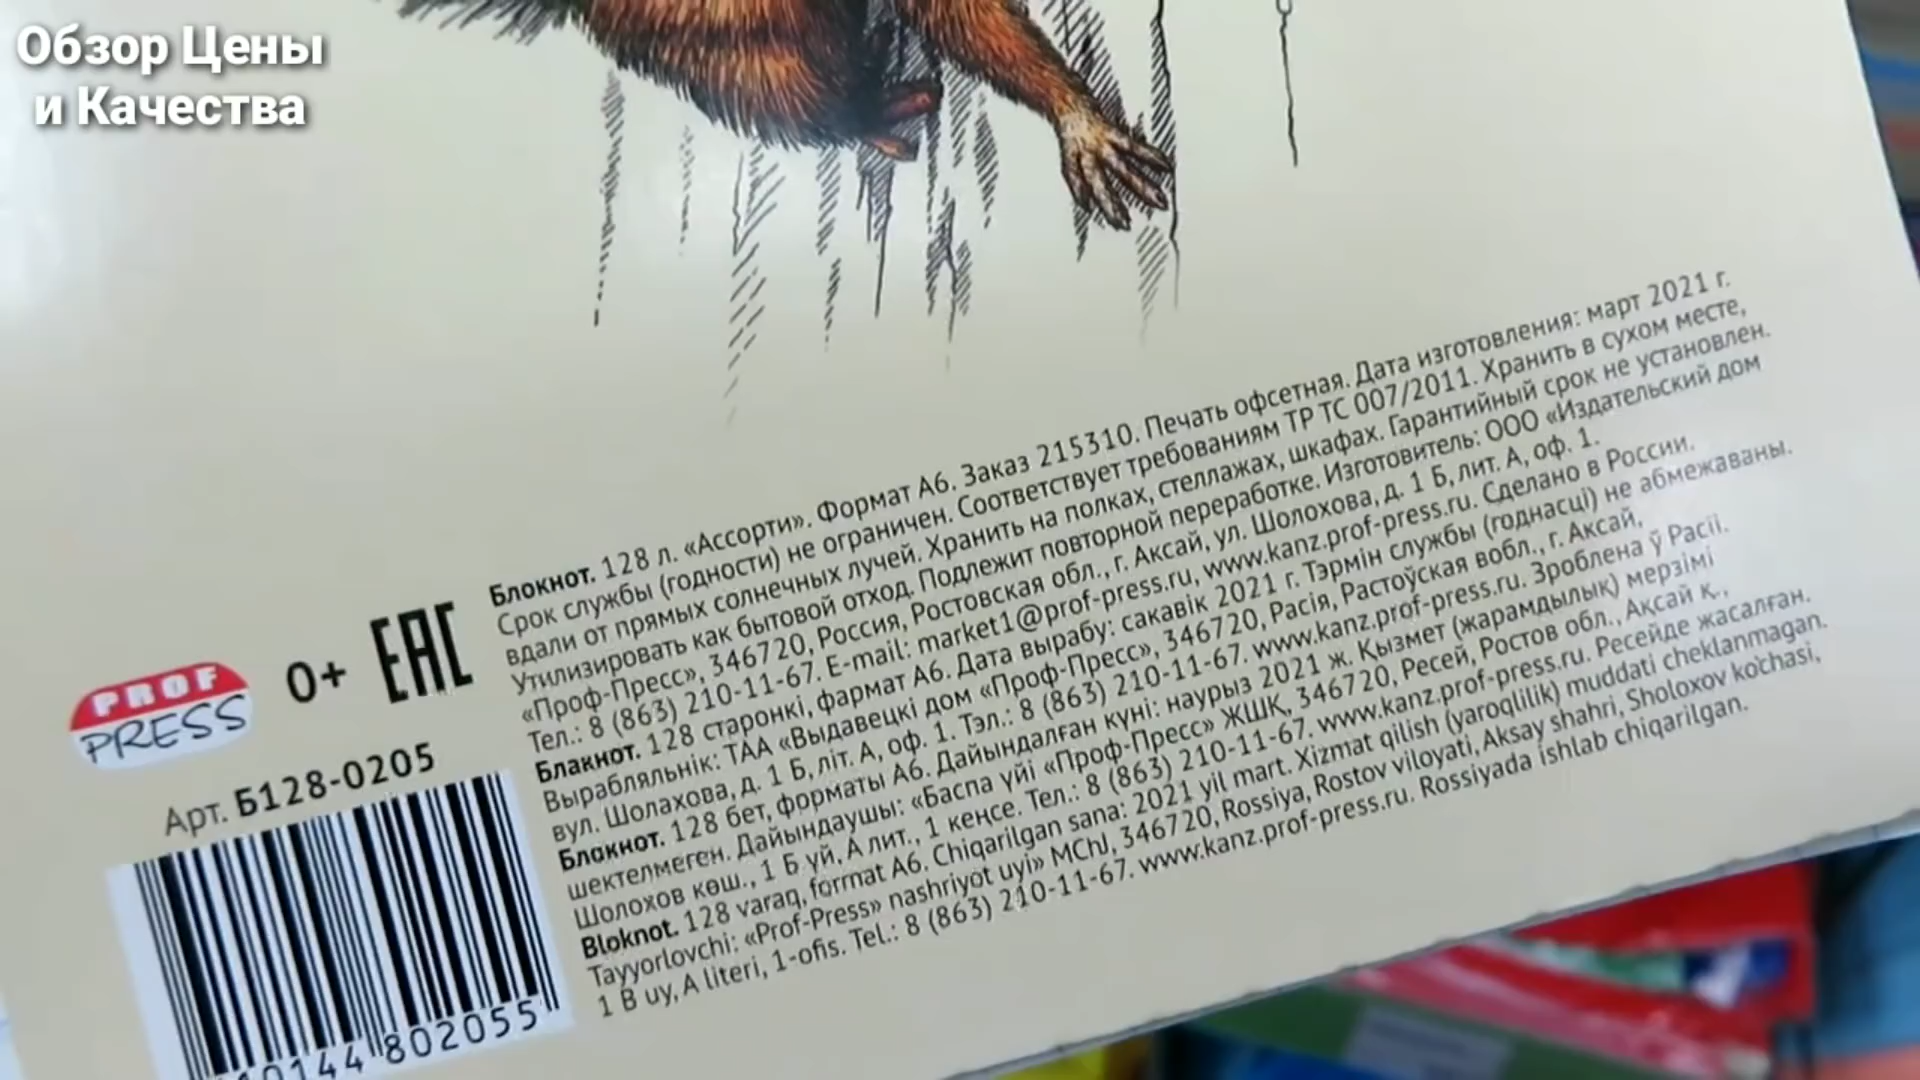 Обзор Цены
и Качества
Блокнот. 128 л. «Ассорти». Формат А6. Заказ 215310. Печать офсетная. Дата изготовления: март 2021 г.
Срок службы (годности) не ограничен. Соответствует требованиям ТР ТС 007/2011. Хранить в сухом месте,
вдали от прямых солнечных лучей. Хранить на полках, стеллажах, шкафах. Гарантийный срок не установлен.
Утилизировать как бытовой отход. Подлежит повторной переработке. Изготовитель: ООО «Издательский дом
«Проф-Пресс», 346720, Россия, Ростовская обл., г. Аксай, ул. Шолохова, д. 1 Б, лит. А, оф. 1.
Тел.: 8 (863) 210-11-67. E-mail: market1@prof-press.ru, www.kanz.prof-press.ru. Сделано в России.
Блакнот. 128 старонкі, фармат А6. Дата вырабу: сакавік 2021 г. Тэрмін службы (годнасці) не абмежаваны.
Вырабляльнік: ТАА «Выдавецкі дом «Проф-Пресс», 346720, Расія, Растоўская вобл., г. Аксай,
вул. Шолахова, д. 1 Б, літ. А, оф. 1. Тэл.: 8 (863) 210-11-67. www.kanz.prof-press.ru. Зроблена ў Расіі.
Блокнот. 128 бет, форматы А6. Дайындалған күні: наурыз 2021 ж. Қызмет (жарамдылық) мерзімі
шектелмеген. Дайындаушы: «Баспа үйі «Проф-Пресс» ЖШК, 346720, Ресей, Ростов обл., Ақсай қ.,
Шолохов көш., 1 Б үй, А лит., 1 кеңсе. Тел.: 8 (863) 210-11-67. www.kanz.prof-press.ru. Ресейде жасалған.
Bloknot. 128 varaq, format A6. Chiqarilgan sana: 2021 yil mart. Xizmat qilish (yaroqlilik) muddati cheklanmagan.
Tayyorlovchi: «Prof-Press» nashriyot uyi» MChJ, 346720, Rossiya, Rostov viloyati, Aksay shahri, Sholoxov ko'chasi,
1 B uy, A literi, 1-ofis. Tel.: 8 (863) 210-11-67. www.kanz.prof-press.ru. Rossiyada ishlab chiqarilgan.
PROF
PRESS
0+ EAC
Арт. Б128-0205
10144 802055